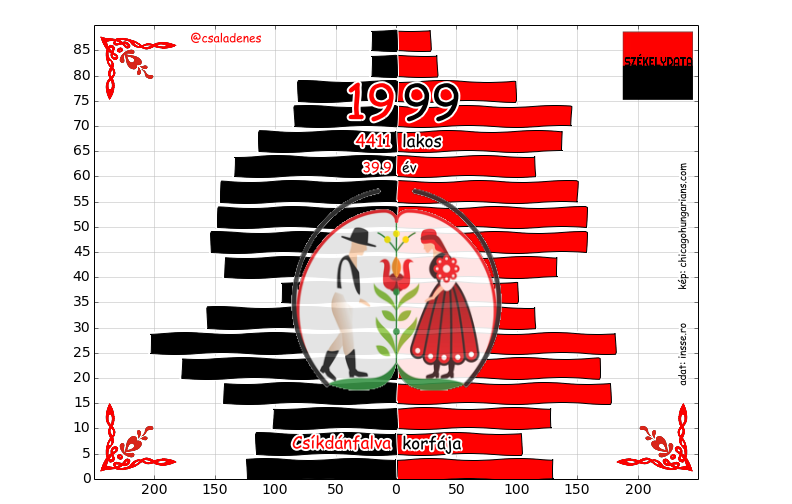 @csaladenes
SZÉKELYDATA
1999
4411 lakos
39.9 év
kép: chicagohungarians.com
adat: insse.ro
Csíkdánfalva korfája
85
80
75
70
65
60
55
50
45
40
35
30
25
20
15
10
5
0
200 150 100 50 0 50 100 150 200